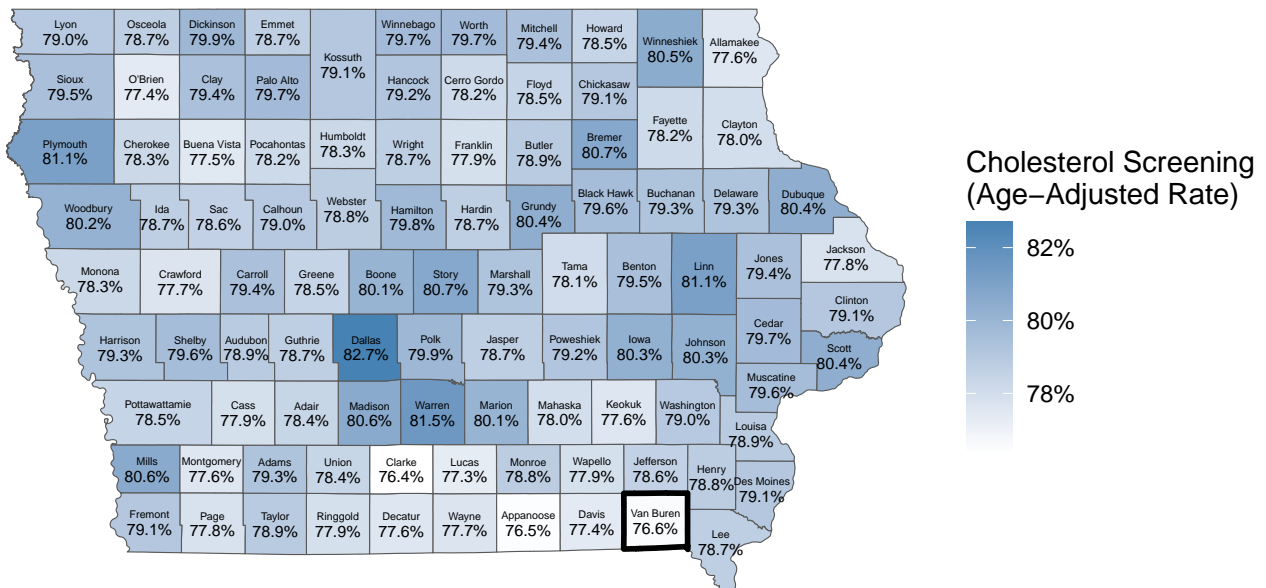 Lyon
79.0%
Osceola
78.7%
Dickinson
79.9%
Emmet
78.7%
Winnebago
79.7%
Worth
79.7%
Mitchell
79.4%
Howard
78.5%
Winneshiek
80.5%
Allamakee
77.6%
Kossuth
79.1%
Sioux
79.5%
O'Brien
77.4%
Clay
79.4%
Palo Alto
79.7%
Hancock
79.2%
Cerro Gordo
78.2%
Floyd
78.5%
Chickasaw
79.1%
Fayette
78.2%
Clayton
78.0%
Plymouth
81.1%
Cherokee
78.3%
Buena Vista
77.5%
Pocahontas
78.2%
Humboldt
78.3%
Wright
78.7%
Franklin
77.9%
Butler
78.9%
Bremer
80.7%
Cholesterol Screening
(Age−Adjusted Rate)
82%
80%
78%
Woodbury
80.2%
Ida
78.7%
Sac
78.6%
Calhoun
79.0%
Webster
78.8%
Hamilton
79.8%
Hardin
78.7%
Grundy
80.4%
Black Hawk
79.6%
Buchanan
79.3%
Delaware
79.3%
Dubuque
80.4%
Monona
78.3%
Crawford
77.7%
Carroll
79.4%
Greene
78.5%
Boone
80.1%
Story
80.7%
Marshall
79.3%
Tama
78.1%
Benton
79.5%
Linn
81.1%
Jones
79.4%
Jackson
77.8%
Clinton
79.1%
Harrison
79.3%
Shelby
79.6%
Audubon
78.9%
Guthrie
78.7%
Dallas
82.7%
Polk
79.9%
Jasper
78.7%
Poweshiek
79.2%
Iowa
80.3%
Johnson
80.3%
Cedar
79.7%
Scott
80.4%
Muscatine
79.6%
Pottawattamie
78.5%
Cass
77.9%
Adair
78.4%
Madison
80.6%
Warren
81.5%
Marion
80.1%
Mahaska
78.0%
Keokuk
77.6%
Washington
79.0%
Louisa
78.9%
Mills
80.6%
Montgomery
77.6%
Adams
79.3%
Union
78.4%
Clarke
76.4%
Lucas
77.3%
Monroe
78.8%
Wapello
77.9%
Jefferson
78.6%
Henry
78.8%
Des Moines
79.1%
Fremont
79.1%
Page
77.8%
Taylor
78.9%
Ringgold
77.9%
Decatur
77.6%
Wayne
77.7%
Appanoose
76.5%
Davis
77.4%
Van Buren
76.6%
Lee
78.7%